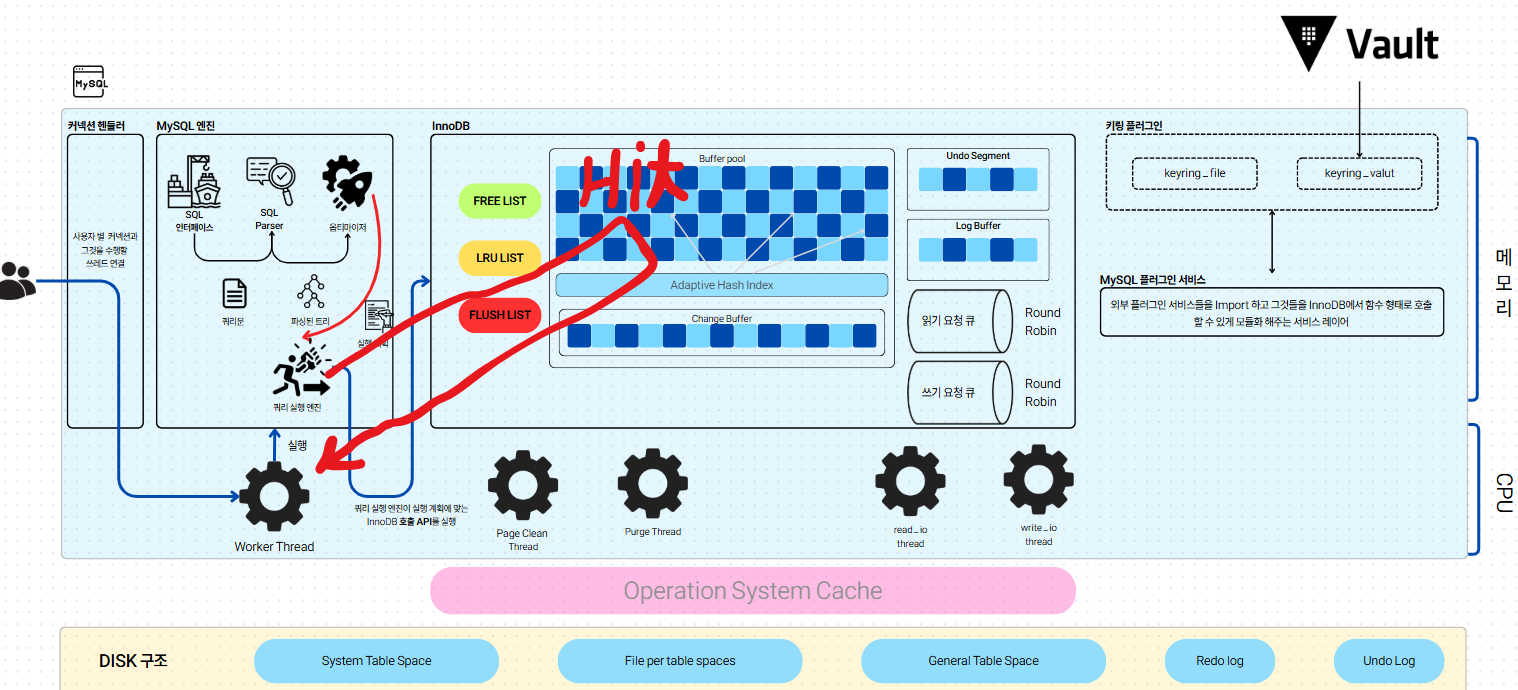 Vault
MySQL
커넥션 헨들러
사용자 별 커넥션과
그것을 수행할
쓰레드 연결
MySQL 엔진
SQL
인터페이스
SQL
Parser
옵티마이저
쿼리문
파싱된 트리
쿼리 실행 엔진
실행
Worker Thread
쿼리 실행 엔진이 실행 계획에 맞는
InnoDB 호출 API를 실행
InnoDB
FREE LIST
LRU LIST
FLUSH LIST
Buffer pool
Hit
Adaptive Hash Index
Change Buffer
Undo Segment
Log Buffer
읽기 요청 큐
Round
Robin
쓰기 요청 큐
Round
Robin
Page Clean
Thread
Purge Thread
read_io
thread
write_io
thread
키링 플러그인
keyring_file
keyring_valut
MySQL 플러그인 서비스
외부 플러그인 서비스들을 Import 하고 그것들을 InnoDB에서 함수 형태로 호출
할 수 있게 모듈화 해주는 서비스 레이어
메모리
CPU
Operation System Cache
DISK 구조
System Table Space
File per table spaces
General Table Space
Redo log
Undo Log